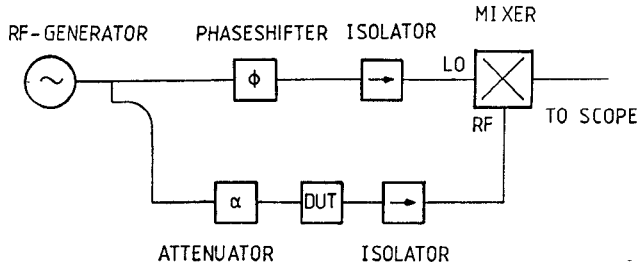 MIXER
RF-GENERATOR PHASESHIFTER ISOLATOR
~ ϕ → LO
RF TO SCOPE
α DUT →
ATTENUATOR ISOLATOR